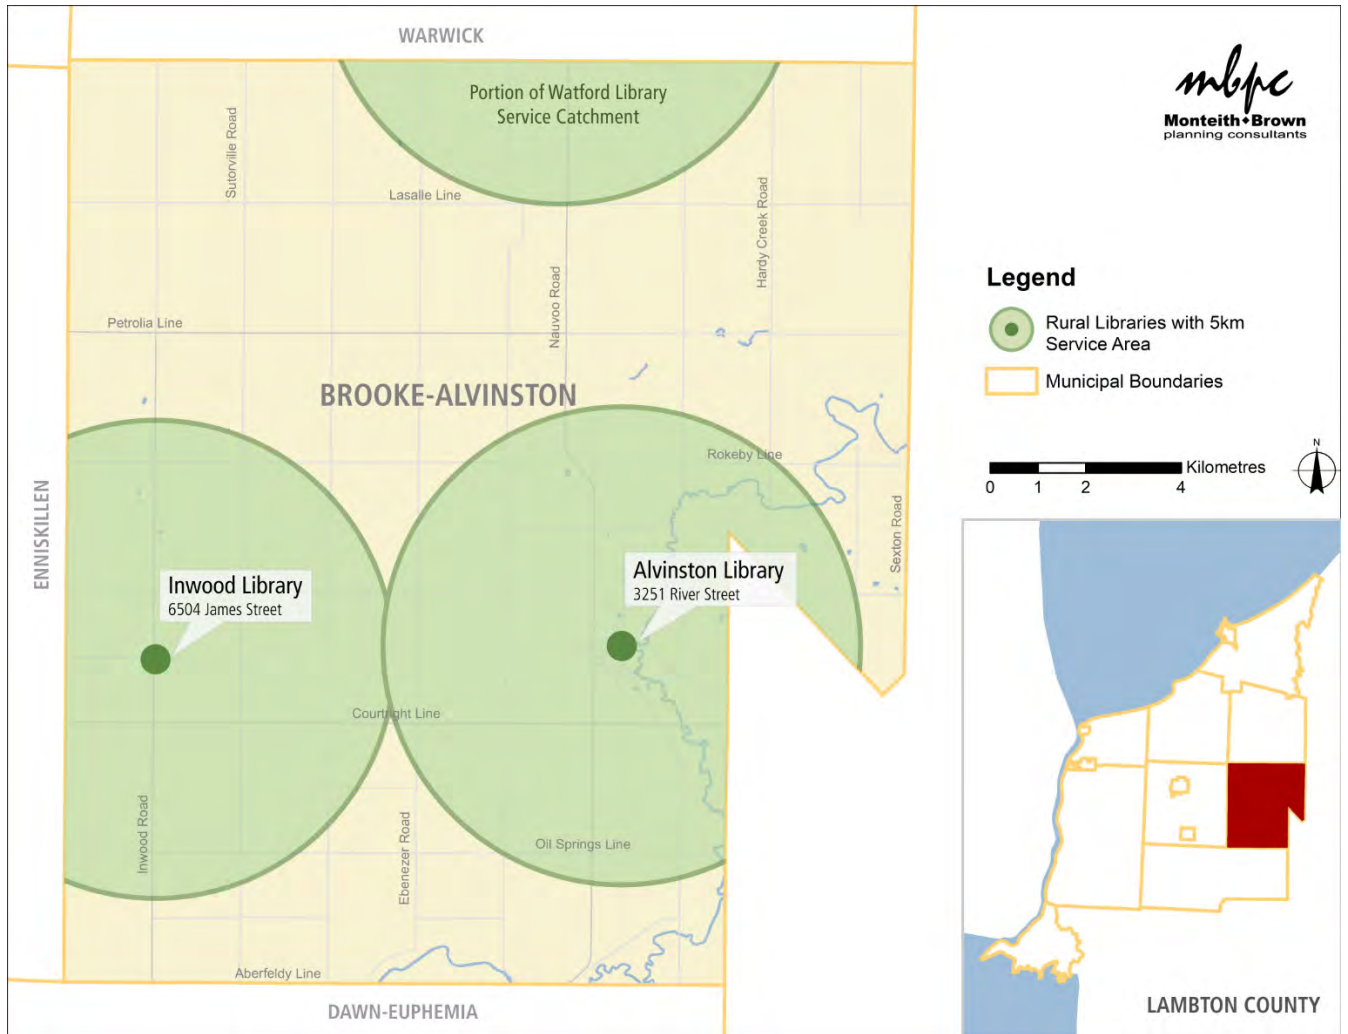 WARWICK
Portion of Watford Library
Service Catchment
Sutorville Road
Lasalle Line
Hardy Creek Road
Nauvoo Road
Petrolia Line
BROOKE-ALVINSTON
Rokeby Line
ENNISKILLEN
Sexton Road
Inwood Library
6504 James Street
Alvinston Library
3251 River Street
Courtright Line
Inwood Road
Ebenezer Road
Oil Springs Line
Aberfeldy Line
DAWN-EUPHEMIA
mbpc
Monteith•Brown
planning consultants
Legend
Rural Libraries with 5km
Service Area
Municipal Boundaries
Kilometres
0 1 2 4
N
LAMBTON COUNTY